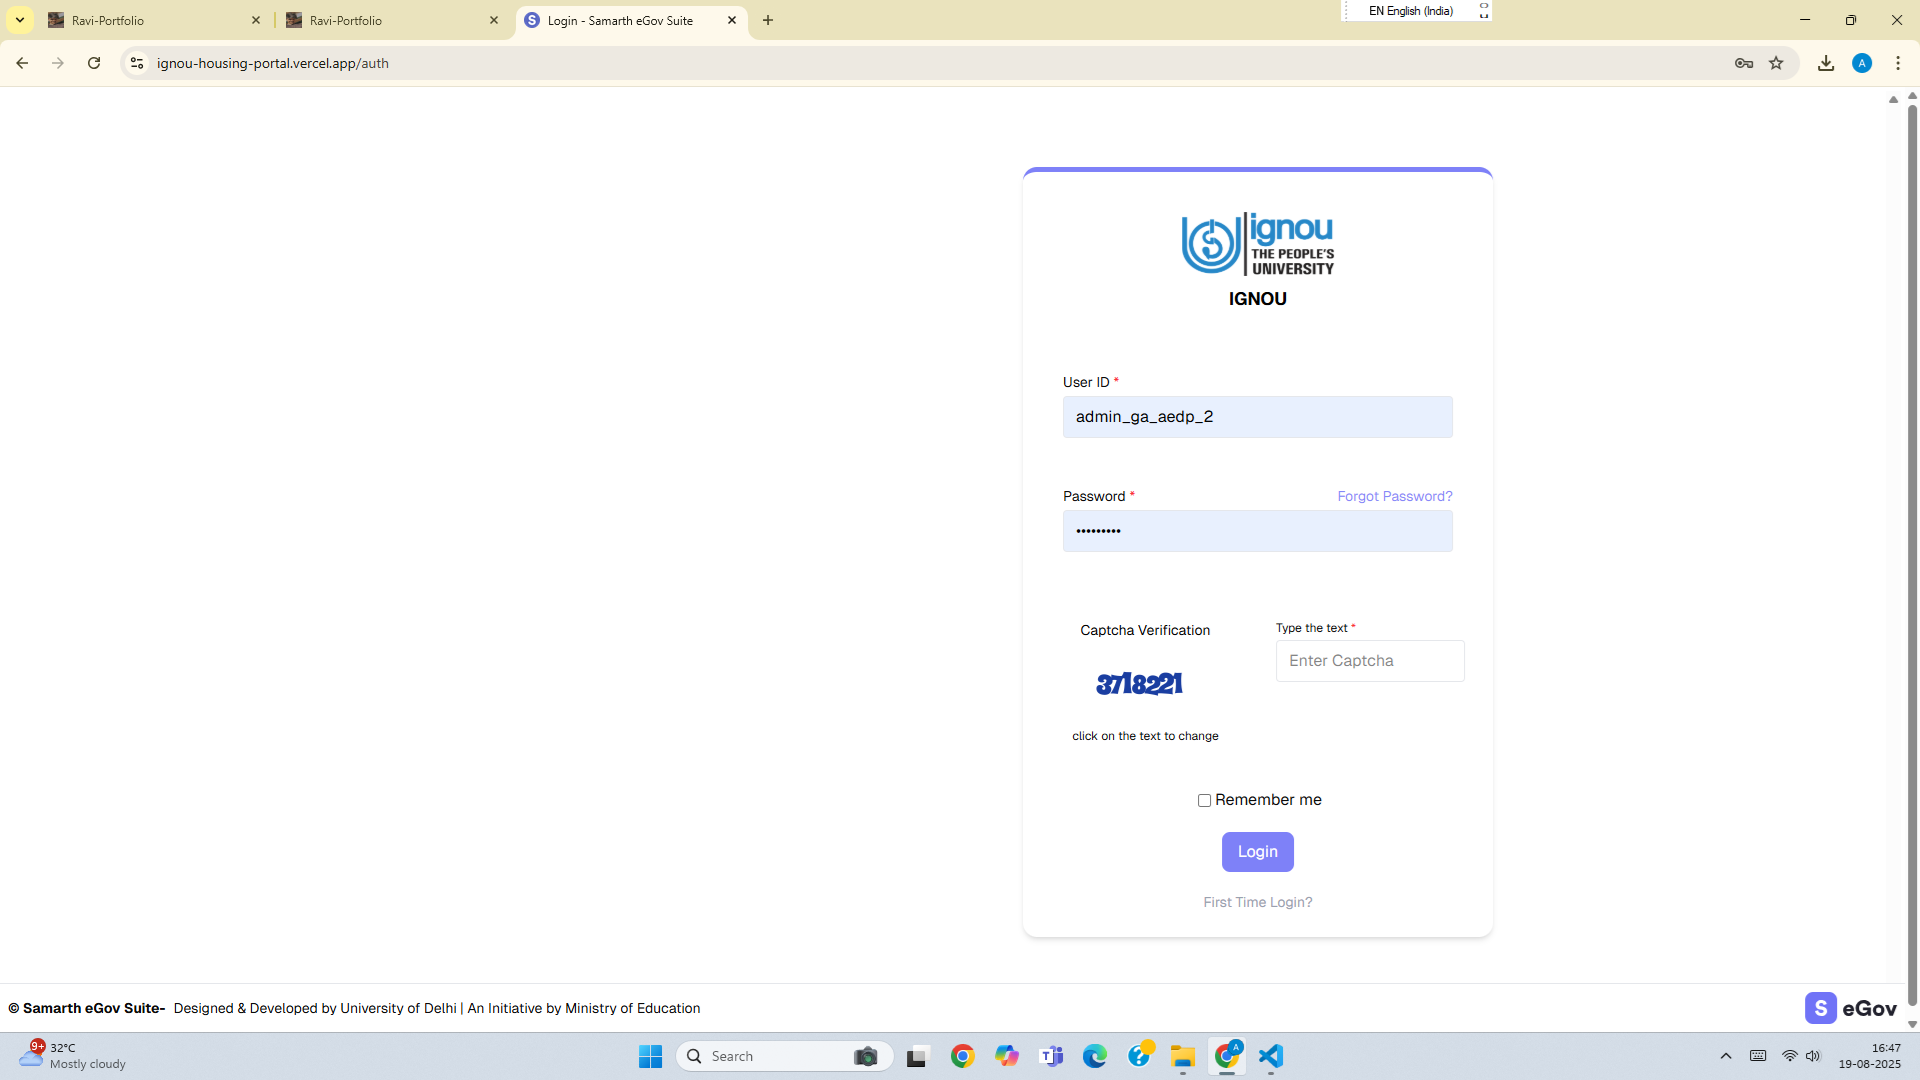 Ravi-Portfolio
Ravi-Portfolio
Login - Samarth eGov Suite
EN English (India)
ignou-housing-portal.vercel.app/auth
A
ignou
THE PEOPLE'S
UNIVERSITY
IGNOU
User ID *
admin_ga_aedp_2
Password *
Forgot Password?
•••••••••
Captcha Verification
Type the text *
Enter Captcha
3718221
click on the text to change
Remember me
Login
First Time Login?
© Samarth eGov Suite- Designed & Developed by University of Delhi | An Initiative by Ministry of Education
S eGov
9+
32°C
Mostly cloudy
Search
A
16:47
19-08-2025